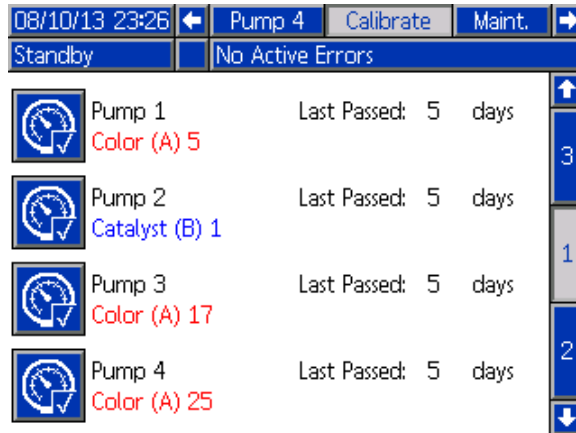 08/10/13 23:26 Pump 4 Calibrate Maint.
Standby No Active Errors
Pump 1 Last Passed: 5 days
Color (A) 5
3
Pump 2 Last Passed: 5 days
Catalyst (B) 1
1
Pump 3 Last Passed: 5 days
Color (A) 17
2
Pump 4 Last Passed: 5 days
Color (A) 25